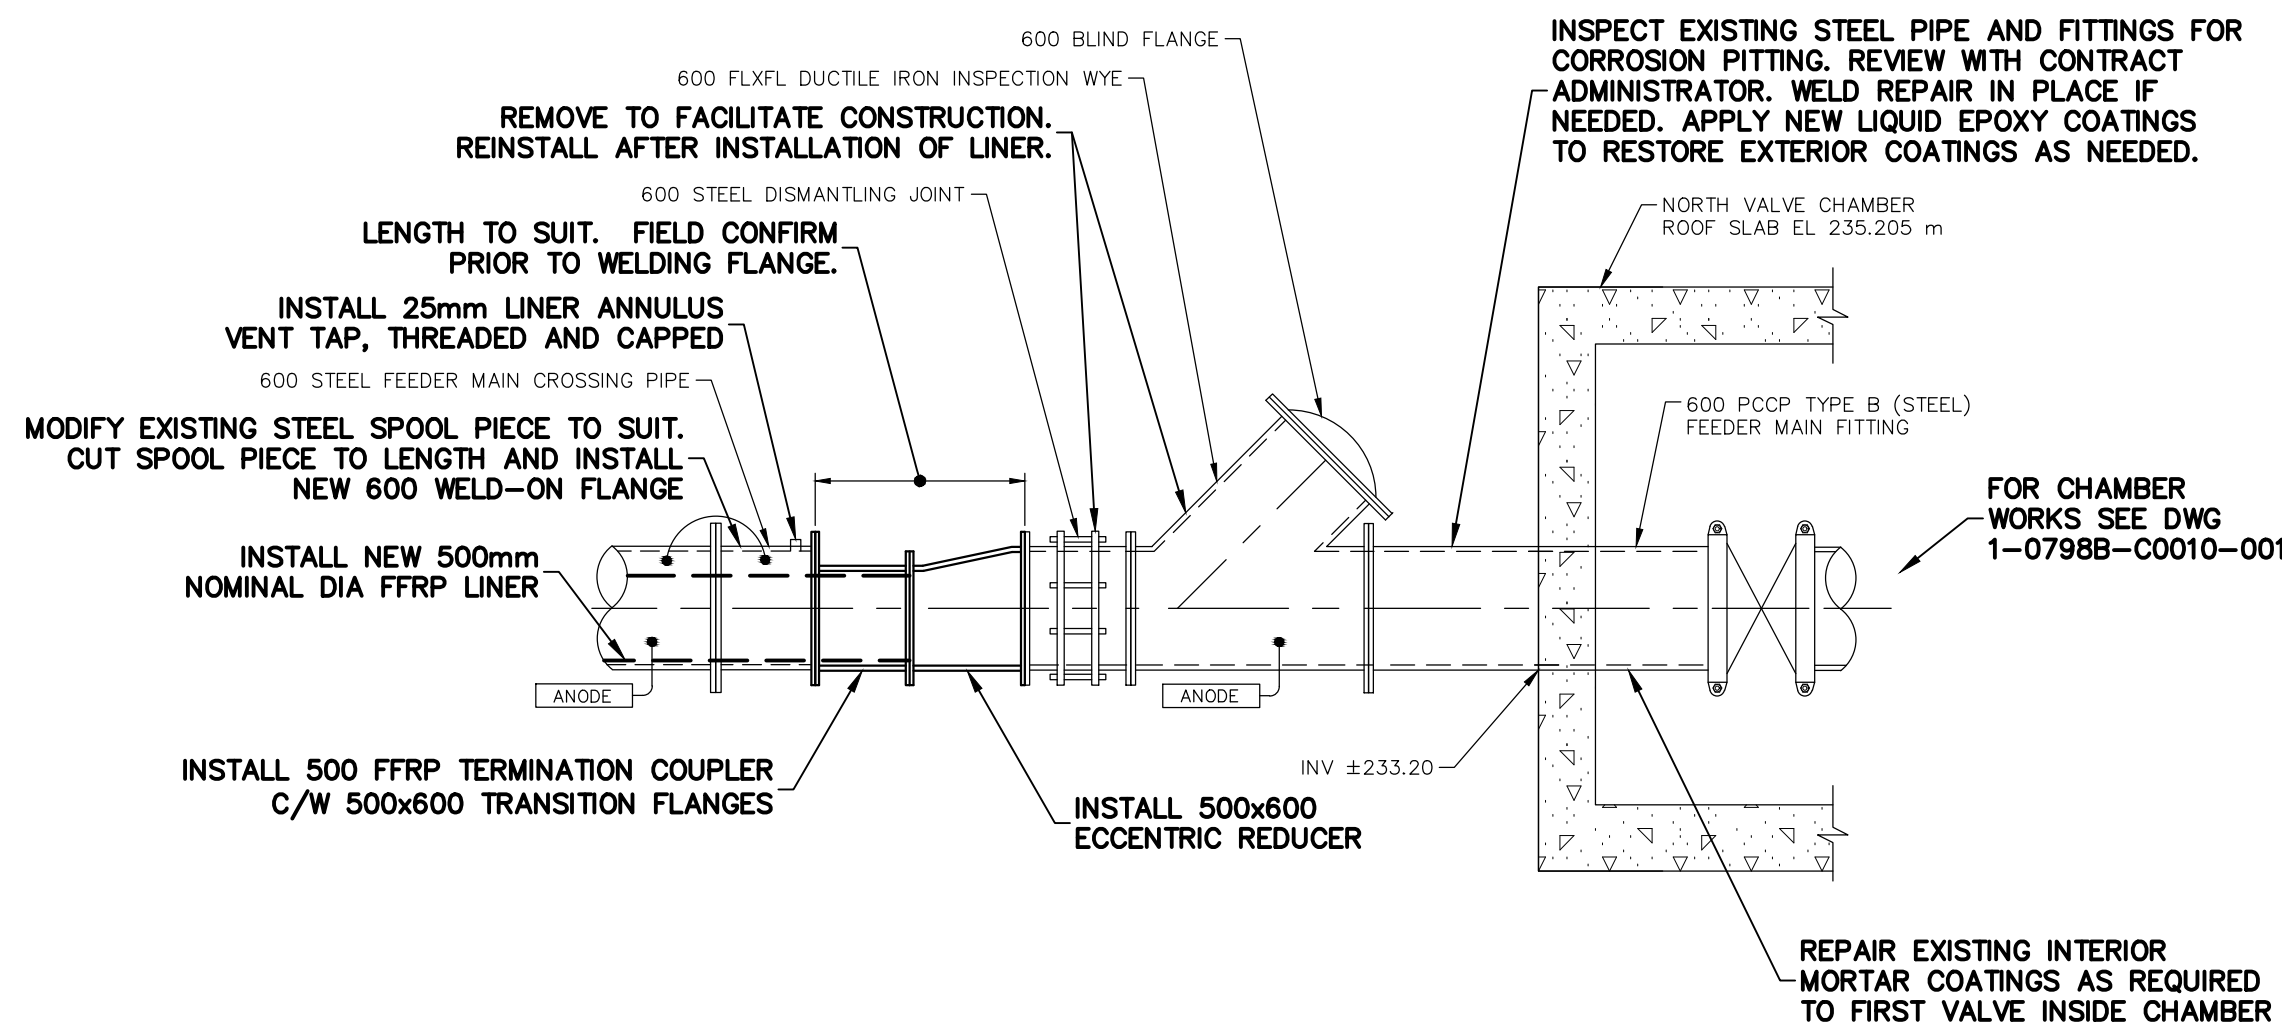 600 BLIND FLANGE
600 FLXFL DUCTILE IRON INSPECTION WYE
REMOVE TO FACILITATE CONSTRUCTION.
REINSTALL AFTER INSTALLATION OF LINER.
600 STEEL DISMANTLING JOINT
LENGTH TO SUIT. FIELD CONFIRM
PRIOR TO WELDING FLANGE.
INSTALL 25mm LINER ANNULUS
VENT TAP, THREADED AND CAPPED
600 STEEL FEEDER MAIN CROSSING PIPE
MODIFY EXISTING STEEL SPOOL PIECE TO SUIT.
CUT SPOOL PIECE TO LENGTH AND INSTALL
NEW 600 WELD-ON FLANGE
INSTALL NEW 500mm
NOMINAL DIA FFRP LINER
ANODE
INSTALL 500 FFRP TERMINATION COUPLER
C/W 500x600 TRANSITION FLANGES
INSTALL 500x600
ECCENTRIC REDUCER
ANODE
INV ±233.20
INSPECT EXISTING STEEL PIPE AND FITTINGS FOR
CORROSION PITTING. REVIEW WITH CONTRACT
ADMINISTRATOR. WELD REPAIR IN PLACE IF
NEEDED. APPLY NEW LIQUID EPOXY COATINGS
TO RESTORE EXTERIOR COATINGS AS NEEDED.
NORTH VALVE CHAMBER
ROOF SLAB EL 235.205 m
600 PCCP TYPE B (STEEL)
FEEDER MAIN FITTING
FOR CHAMBER
WORKS SEE DWG
1-0798B-C0010-001
REPAIR EXISTING INTERIOR
MORTAR COATINGS AS REQUIRED
TO FIRST VALVE INSIDE CHAMBER